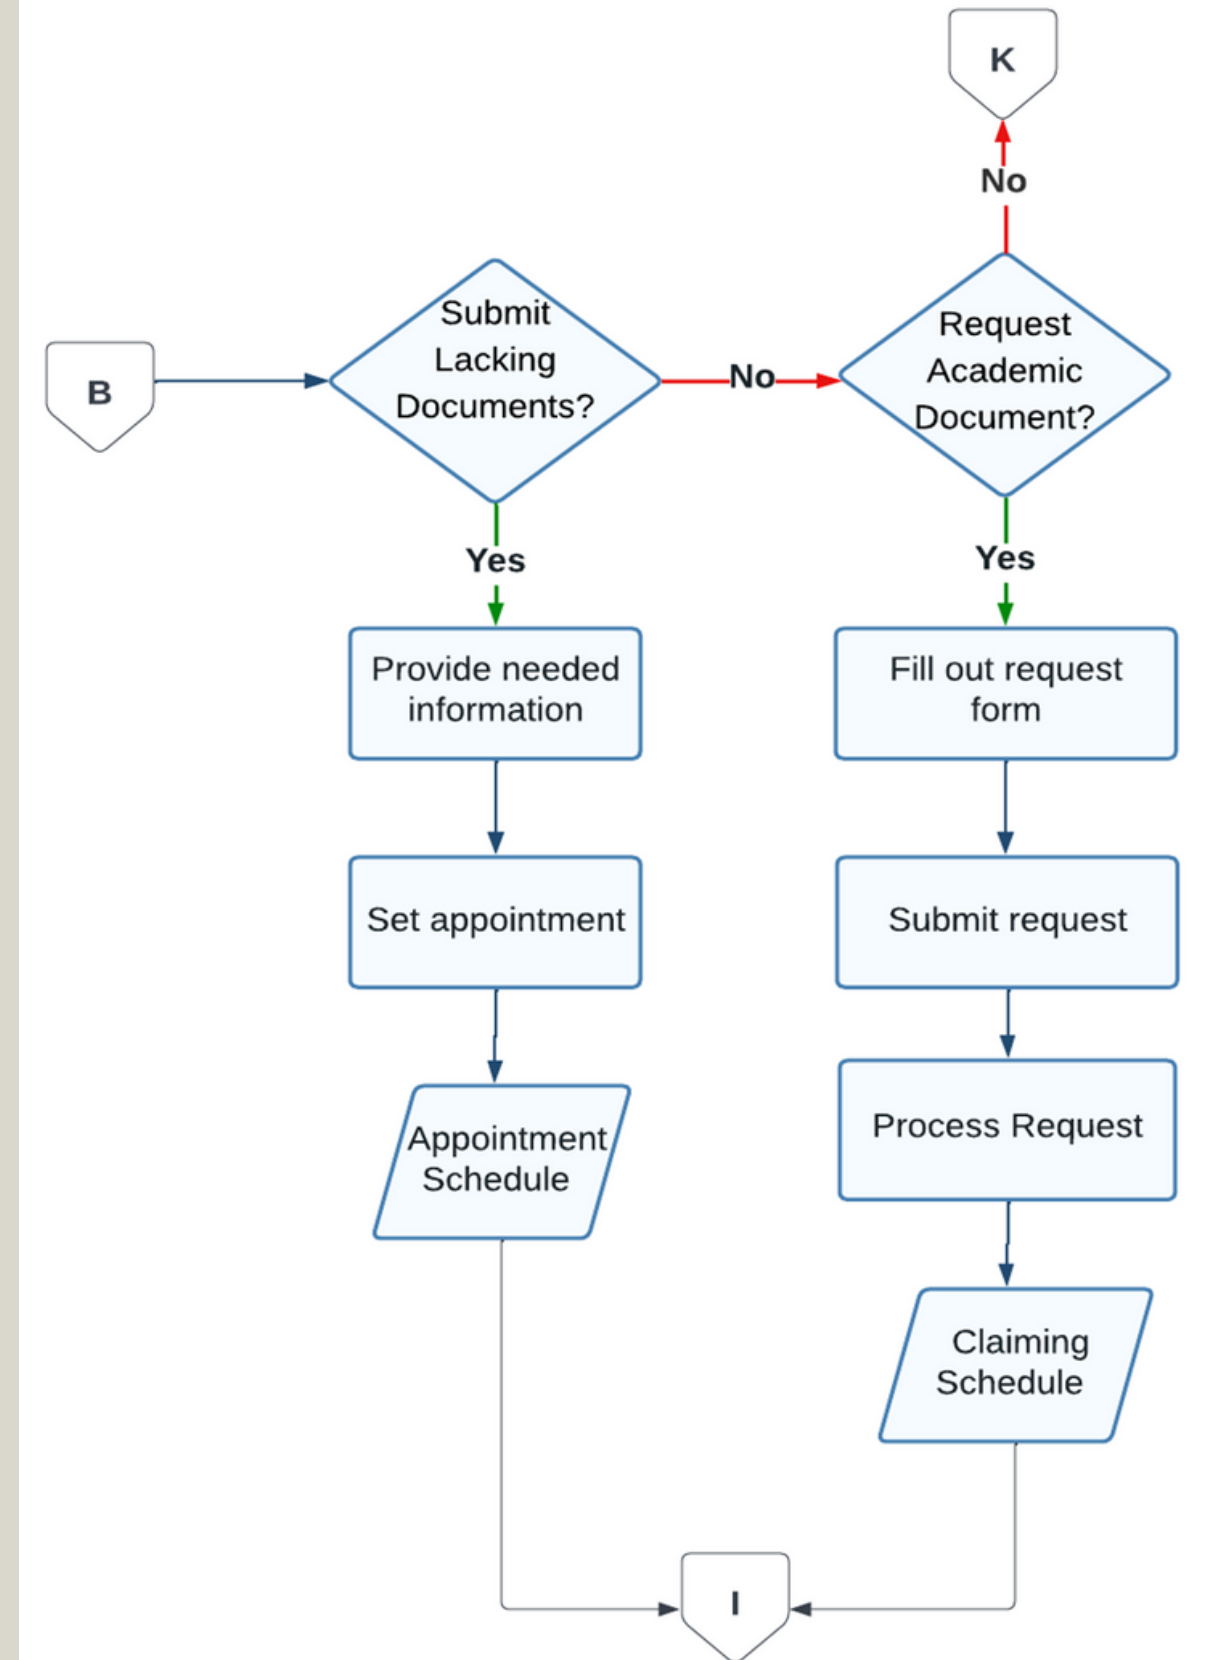 K
No
Submit
Lacking
Documents?
Request
Academic
Document?
B
No
Yes
Yes
Provide needed
information
Fill out request
form
Set appointment
Submit request
Appointment
Schedule
Process Request
Claiming
Schedule
I